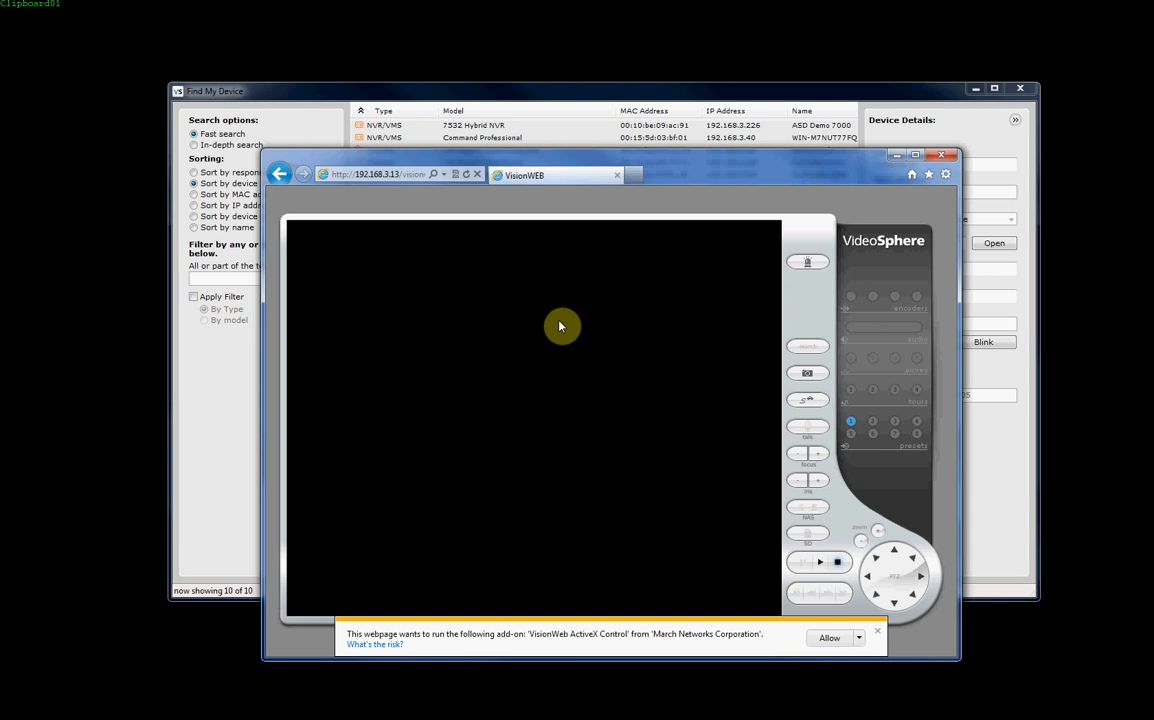 Clipboard01
VS Find My Device
Search options:
Fast search
In-depth search
Sorting:
Sort by respon
Sort by device
Sort by MAC a
Sort by IP addr
Sort by device
Sort by name
Filter by any or
below.
All or part of the t
Apply Filter
By Type
By model
now showing 10 of 10
Type Model MAC Address IP Address Name
NVR/VMS 7532 Hybrid NVR 00:10:be:09:ac:91 192.168.3.226 ASD Demo 7000
NVR/VMS Command Professional 00:15:5d:03:bf:01 192.168.3.40 WIN-M7NUT77FQ
Device Details:
e
Open
Blink
05
http://192.168.3.13/vision
VisionWEB
VideoSphere
encoders
audio
tours
presets
search
talk
focus
iris
NAS
SD
zoom
PTZ
This webpage wants to run the following add-on: 'VisionWeb ActiveX Control' from 'March Networks Corporation'.
What's the risk?
Allow